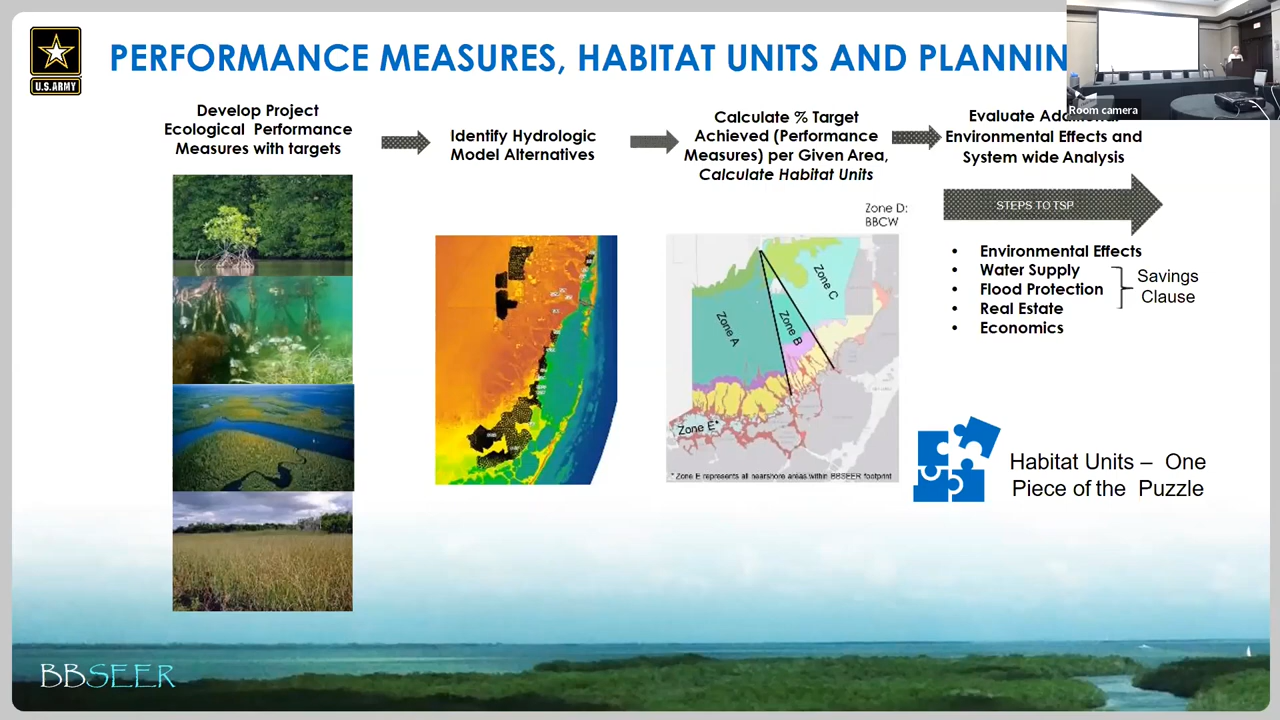 U.S.ARMY
PERFORMANCE MEASURES, HABITAT UNITS AND
Room camera
Develop Project
Ecological Performance
Measures with targets
Identify Hydrologic
Model Alternatives
Calculate % Target
Achieved (Performance
Measures) per Given Area,
Calculate Habitat Units
Evaluate
Environmental Effects and
System wide Analysis
Zone D:
BBCW
STEPS TO TSP
Zone A
Zone B
Zone C
Zone E*
* Zone E represents all nearshore areas within BBSEER footprint
• Environmental Effects
• Water Supply
• Flood Protection
• Real Estate
• Economics
Savings
Clause
Habitat Units – One
Piece of the Puzzle
BBSEER